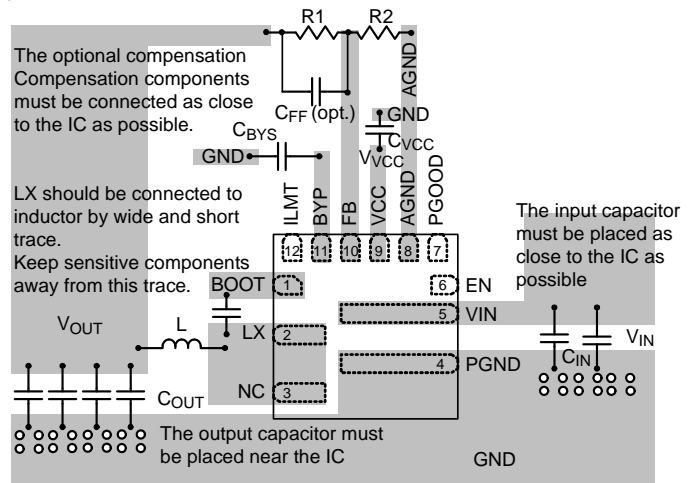 R1 R2
The optional compensation
Compensation components
must be connected as close
to the IC as possible.
AGND
CFF (opt.)
GND
CVCC
VVCC
CBYS
GND
LX should be connected to
inductor by wide and short
trace.
Keep sensitive components
away from this trace.
ILMT BYP FB VCC AGND PGOOD
12 11 10 9 8 7
The input capacitor
must be placed as
close to the IC as
possible
BOOT 1 6 EN
5 VIN
VOUT L LX 2
CIN VIN
4 PGND
NC 3
COUT
The output capacitor must
be placed near the IC
GND